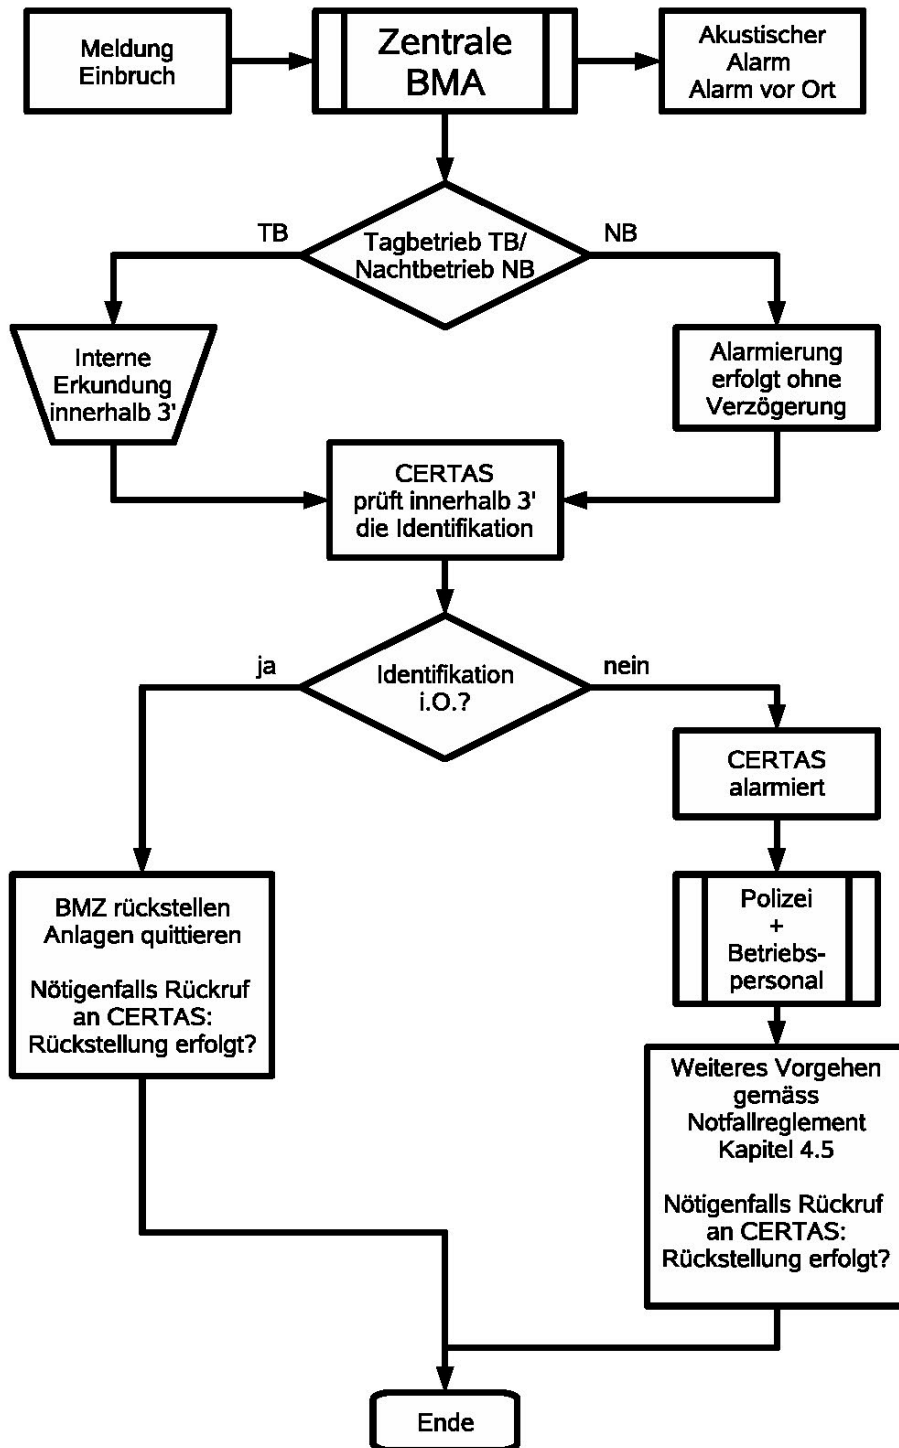 Meldung
Einbruch
Zentrale
BMA
Akustischer
Alarm
Alarm vor Ort
TB
Tagbetrieb TB/
Nachtbetrieb NB
NB
Interne
Erkundung
innerhalb 3'
Alarmierung
erfolgt ohne
Verzögerung
CERTAS
prüft innerhalb 3'
die Identifikation
ja
Identifikation
i.O.?
nein
CERTAS
alarmiert
BMZ rückstellen
Anlagen quittieren
Nötigenfalls Rückruf
an CERTAS:
Rückstellung erfolgt?
Polizei
+
Betriebs-
personal
Weiteres Vorgehen
gemäss
Notfallreglement
Kapitel 4.5
Nötigenfalls Rückruf
an CERTAS:
Rückstellung erfolgt?
Ende